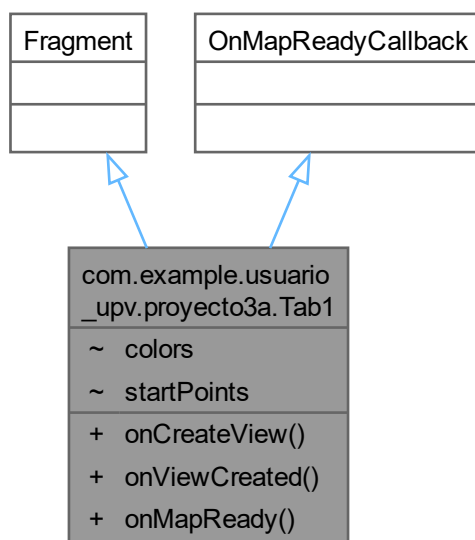 Fragment
OnMapReadyCallback
com.example.usuario
_upv.proyecto3a.Tab1
~ colors
~ startPoints
+ onCreateView()
+ onViewCreated()
+ onMapReady()